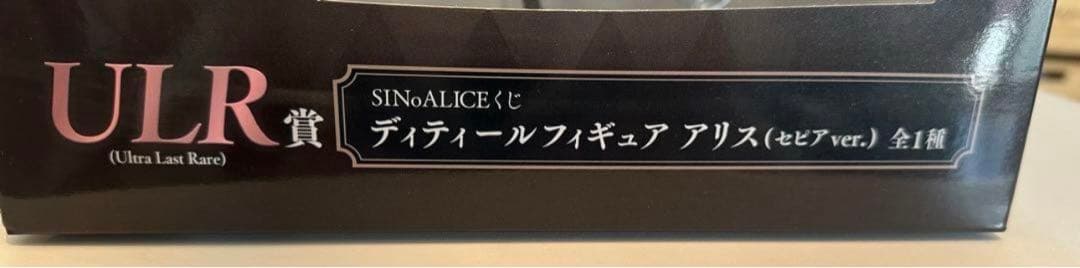 ULR賞
(Ultra Last Rare)
SINoALICEくじ
ディティールフィギュア アリス(セピアver.) 全1種